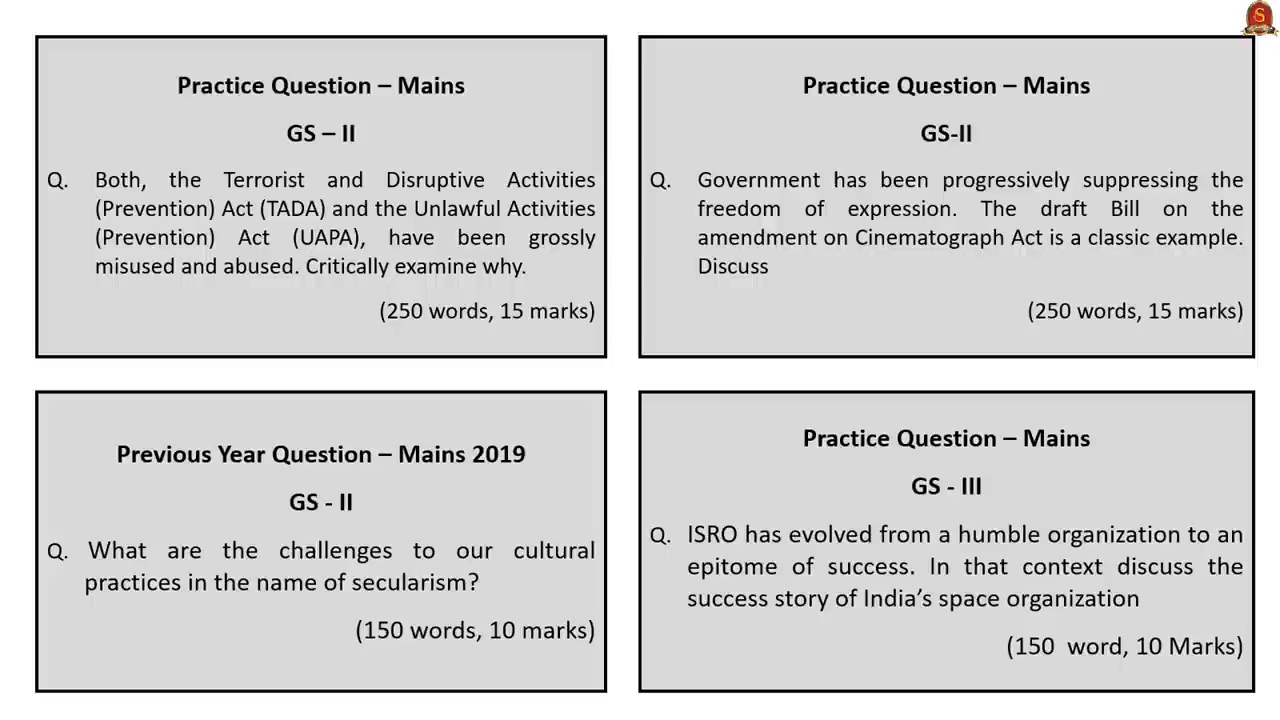 Practice Question – Mains
GS – II
Q. Both, the Terrorist and Disruptive Activities
(Prevention) Act (TADA) and the Unlawful Activities
(Prevention) Act (UAPA), have been grossly
misused and abused. Critically examine why.
(250 words, 15 marks)
Practice Question – Mains
GS-II
Q. Government has been progressively suppressing the
freedom of expression. The draft Bill on the
amendment on Cinematograph Act is a classic example.
Discuss
(250 words, 15 marks)
Previous Year Question – Mains 2019
GS - II
Q. What are the challenges to our cultural
practices in the name of secularism?
(150 words, 10 marks)
Practice Question – Mains
GS - III
Q. ISRO has evolved from a humble organization to an
epitome of success. In that context discuss the
success story of India’s space organization
(150 word, 10 Marks)
S